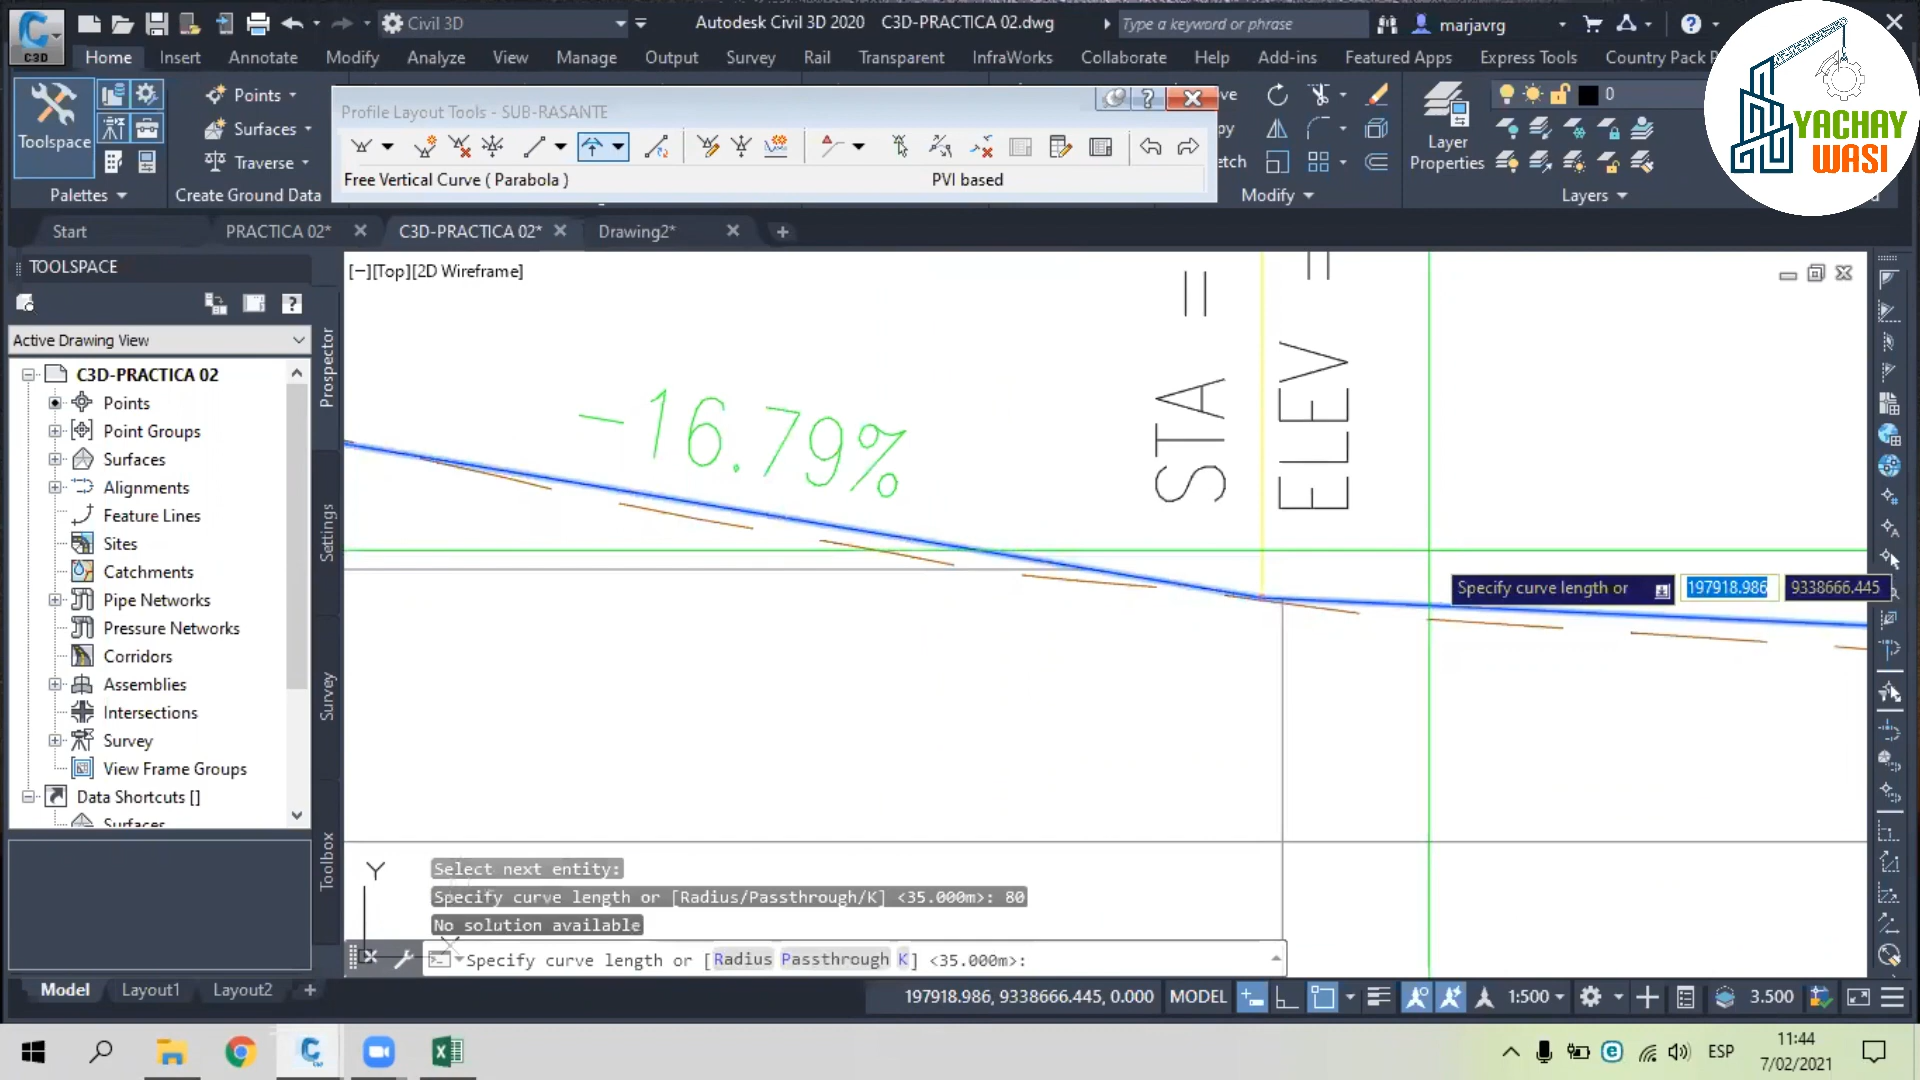 Civil 3D
Autodesk Civil 3D 2020 C3D-PRACTICA 02.dwg
Type a keyword or phrase
marjavrg
C3D
Home Insert Annotate Modify Analyze View Manage Output Survey Rail Transparent InfraWorks Collaborate Help Add-ins Featured Apps Express Tools Country Pack
YACHAY
WASI
Toolspace
Points
Surfaces
Traverse
Profile Layout Tools - SUB-RASANTE
Free Vertical Curve ( Parabola )
PVI based
Layer
Properties
0
Palettes
Create Ground Data
Modify
Layers
Start
PRACTICA 02*
C3D-PRACTICA 02*
Drawing2*
TOOLSPACE
[−][Top][2D Wireframe]
Active Drawing View
C3D-PRACTICA 02
Points
Point Groups
Surfaces
Alignments
Feature Lines
Sites
Catchments
Pipe Networks
Pressure Networks
Corridors
Assemblies
Intersections
Survey
View Frame Groups
Data Shortcuts []
Surfaces
Prospector
Settings
Survey
Toolbox
-16.79%
STA =
ELEV =
Specify curve length or
197918.986
9338666.445
Y
X
Select next entity:
Specify curve length or [Radius/Passthrough/K] <35.000m>: 80
No solution available
Specify curve length or [Radius Passthrough K] <35.000m>:
Model
Layout1
Layout2
197918.986, 9338666.445, 0.000
MODEL
1:500
3.500
ESP
11:44
7/02/2021